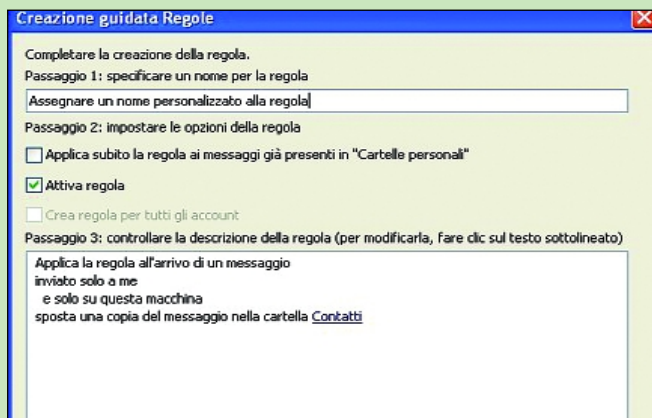 Creazione guidata Regole
Completare la creazione della regola.
Passaggio 1: specificare un nome per la regola
Assegnare un nome personalizzato alla regola
Passaggio 2: impostare le opzioni della regola
Applica subito la regola ai messaggi già presenti in "Cartelle personali"
Attiva regola
Crea regola per tutti gli account
Passaggio 3: controllare la descrizione della regola (per modificarla, fare clic sul testo sottolineato)
Applica la regola all'arrivo di un messaggio
inviato solo a me
e solo su questa macchina
sposta una copia del messaggio nella cartella Contatti